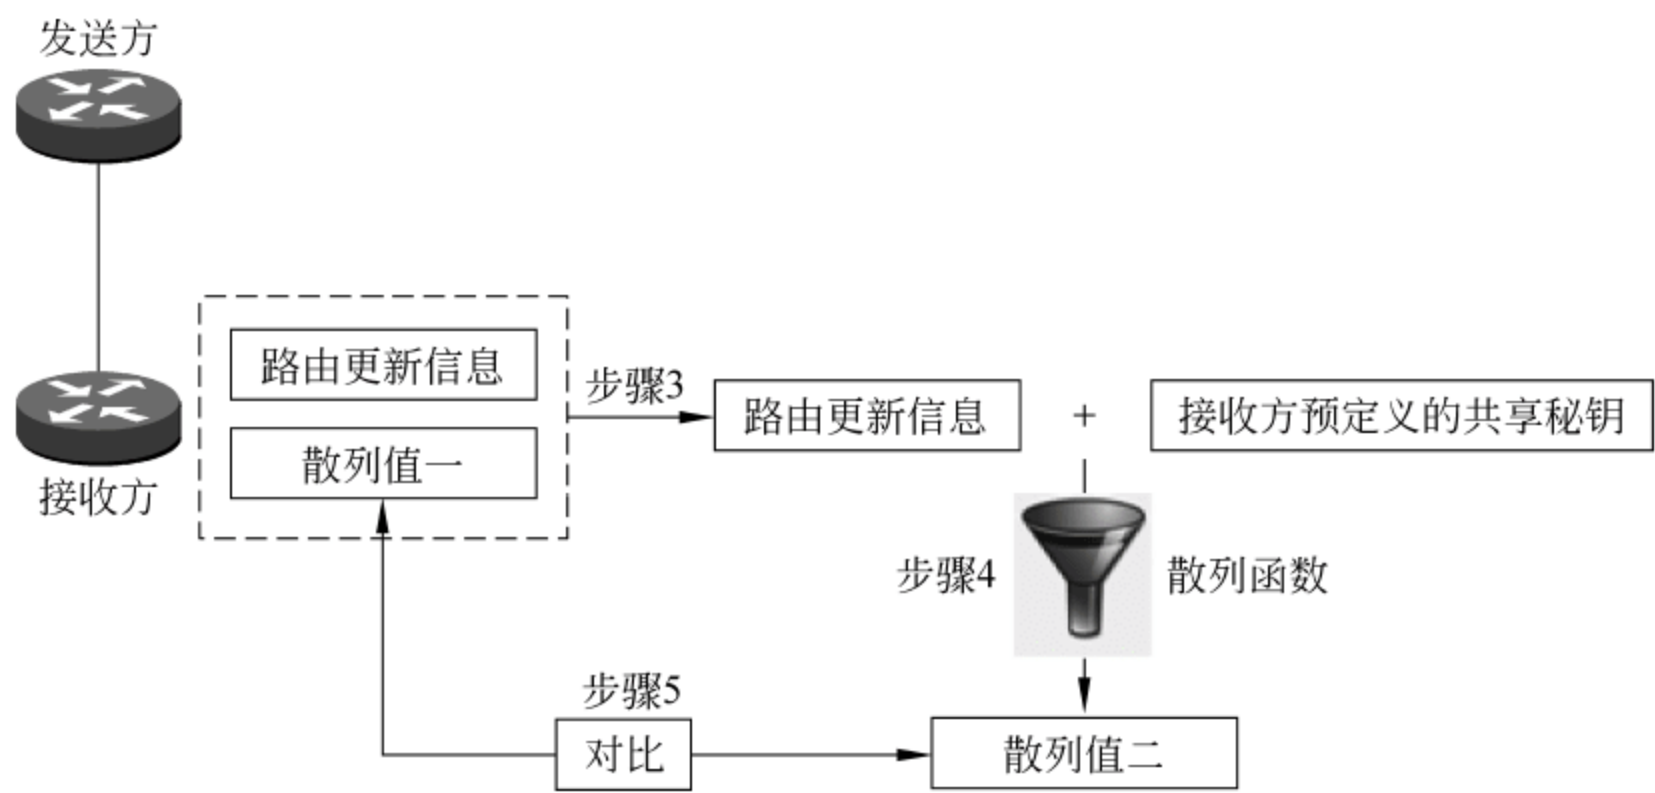 发送方
接收方
路由更新信息
散列值一
步骤3
路由更新信息
+
接收方预定义的共享秘钥
步骤4
散列函数
步骤5
对比
散列值二